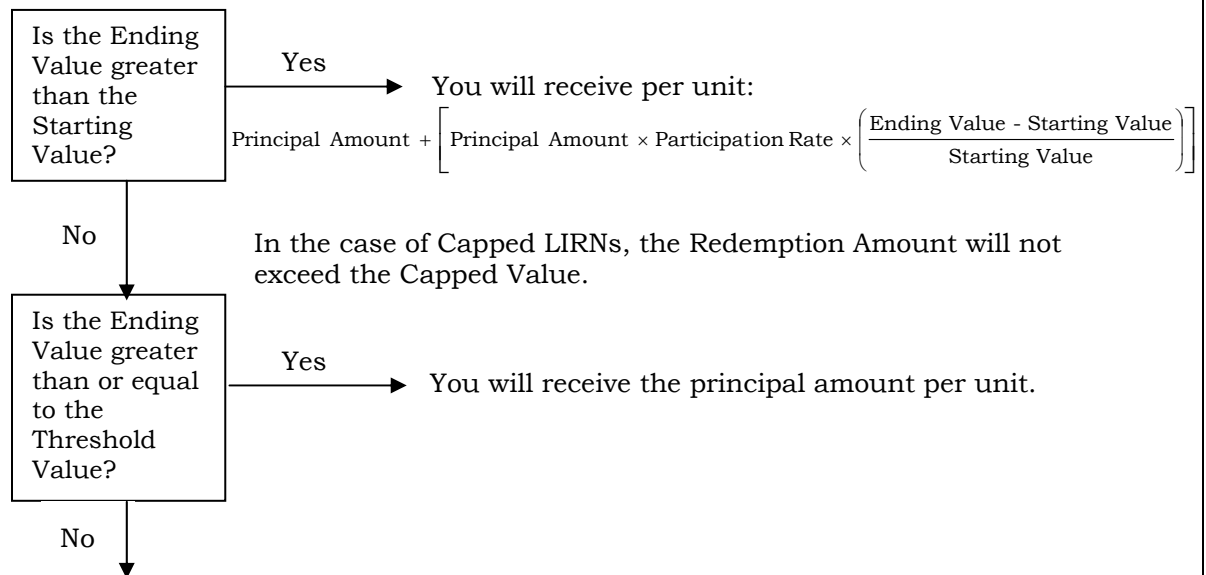 Is the Ending
Value greater
than the
Starting
Value?
Yes
You will receive per unit:
Principal Amount + [ Principal Amount × Participation Rate × ( Ending Value - Starting Value / Starting Value ) ]
No
In the case of Capped LIRNs, the Redemption Amount will not
exceed the Capped Value.
Is the Ending
Value greater
than or equal
to the
Threshold
Value?
Yes
You will receive the principal amount per unit.
No